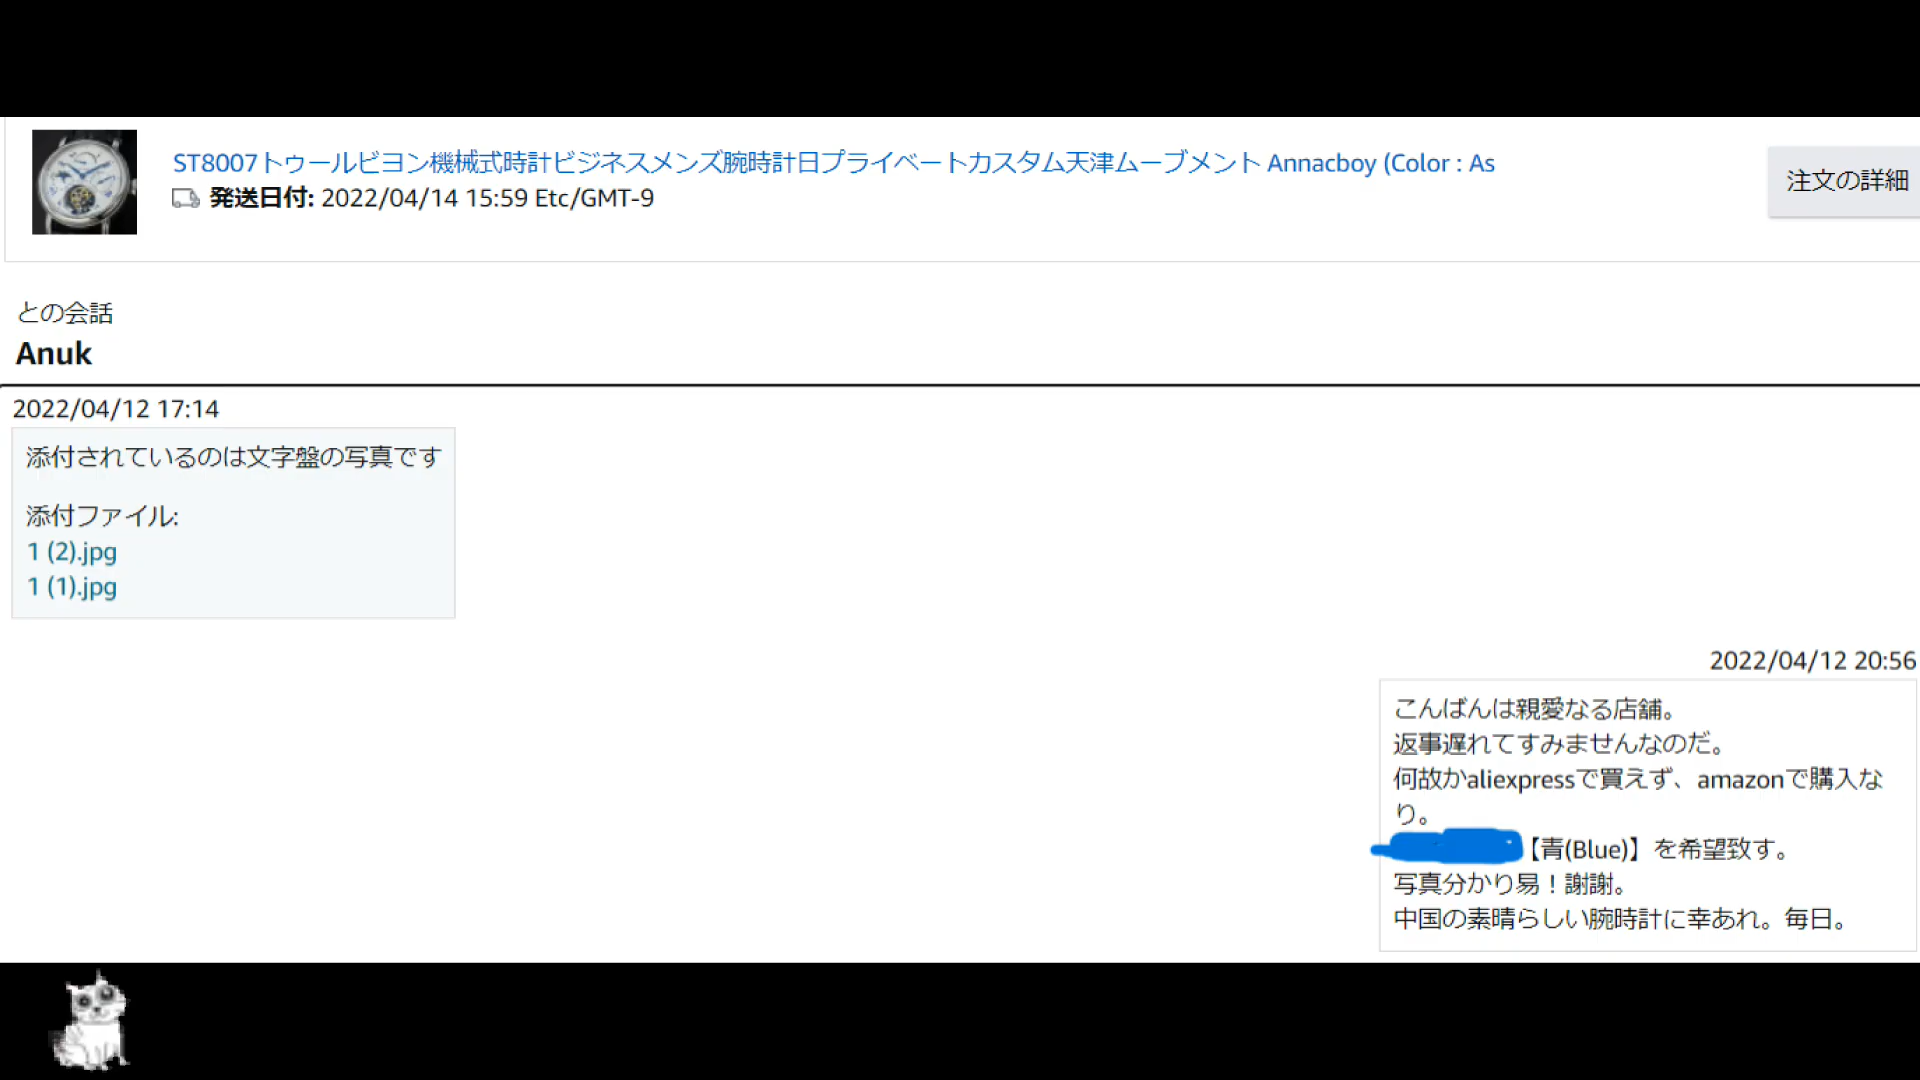 ST8007トゥールビヨン機械式時計ビジネスメンズ腕時計日プライベートカスタム天津ムーブメント Annacboy (Color : As
発送日付: 2022/04/14 15:59 Etc/GMT-9
注文の詳細
との会話
Anuk
2022/04/12 17:14
添付されているのは文字盤の写真です
添付ファイル:
1 (2).jpg
1 (1).jpg
2022/04/12 20:56
こんばんは親愛なる店舗。
返事遅れてすみませんなのだ。
何故かaliexpressで買えず、amazonで購入な
り。
【青(Blue)】を希望致す。
写真分かり易！謝謝。
中国の素晴らしい腕時計に幸あれ。毎日。